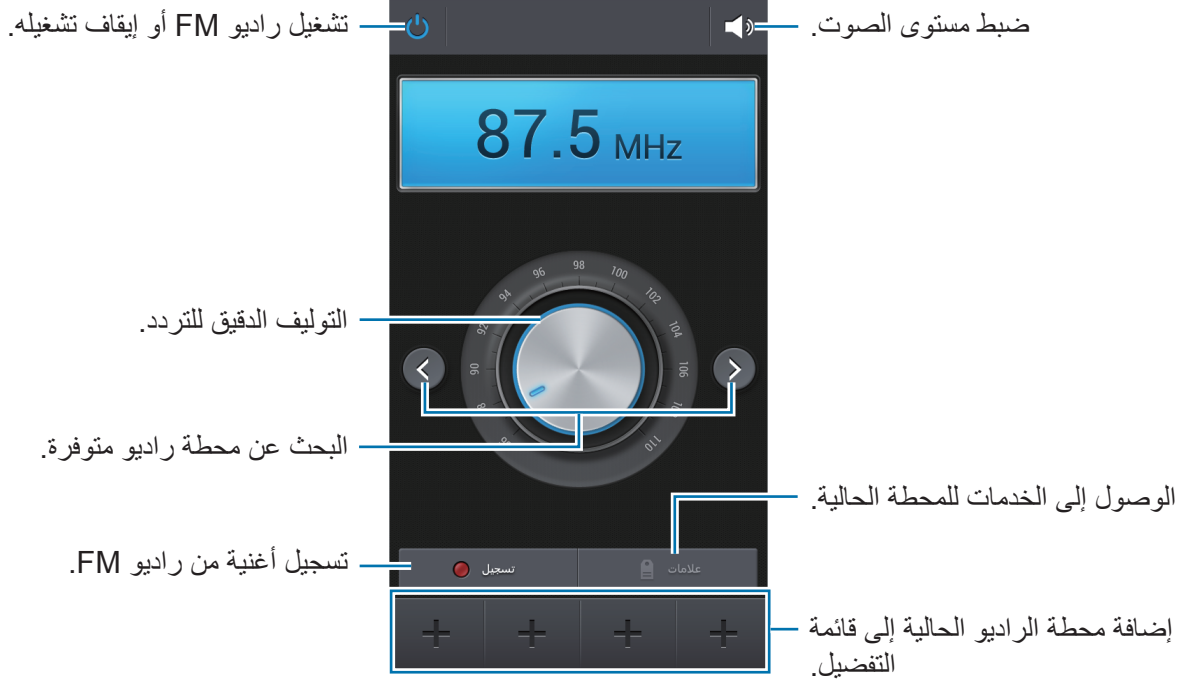 تشغيل راديو FM أو إيقاف تشغيله.
ضبط مستوى الصوت.
87.5 MHz
98
96
100
94
102
92
104
90
106
110
التوليف الدقيق للتردد.
البحث عن محطة راديو متوفرة.
الوصول إلى الخدمات للمحطة الحالية.
تسجيل أغنية من راديو FM.
تسجيل
علامات
إضافة محطة الراديو الحالية إلى قائمة
التفضيل.